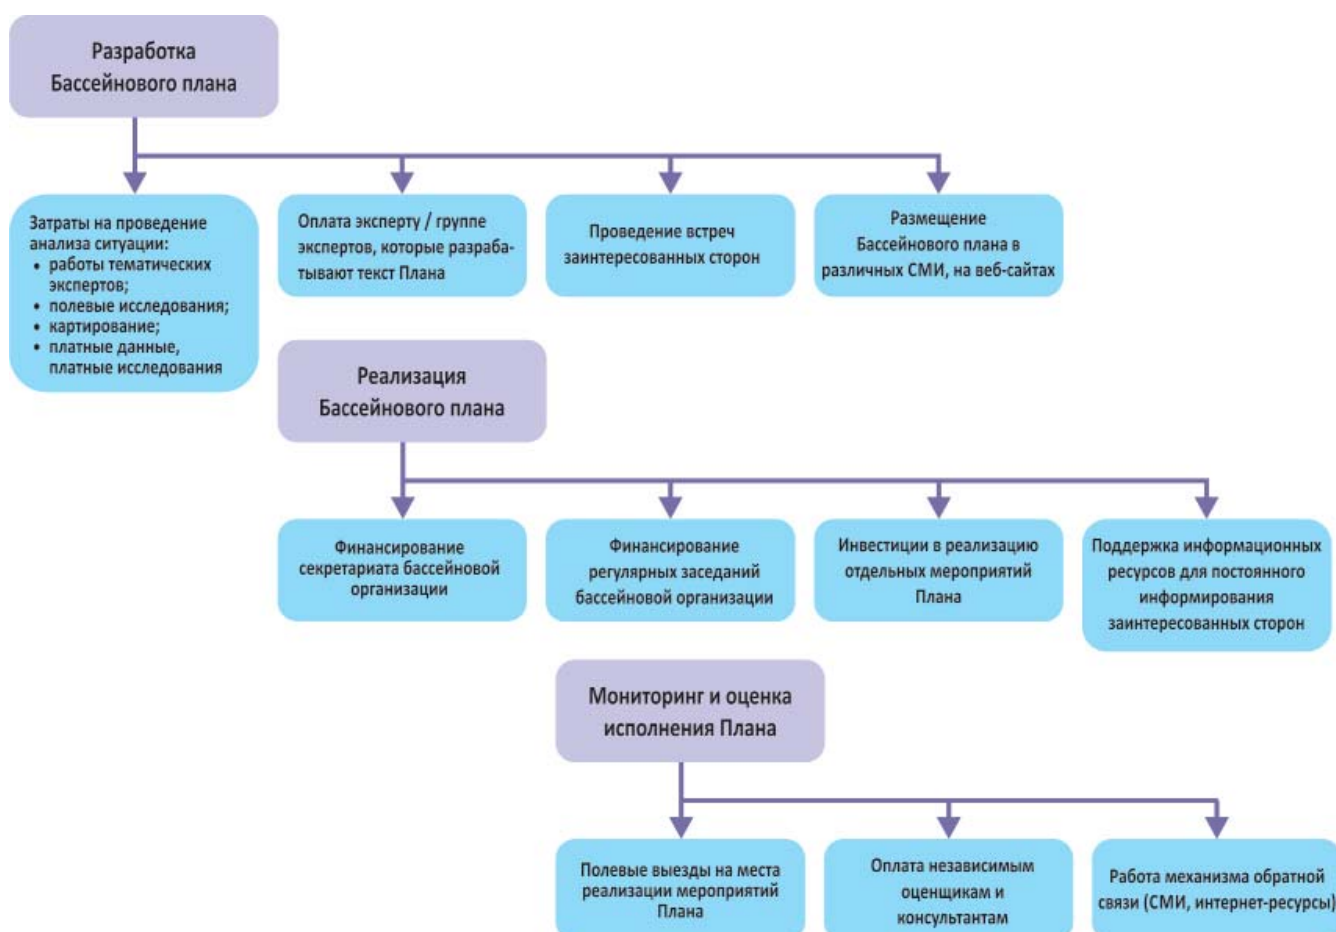 Разработка
Бассейнового плана
Затраты на проведение
анализа ситуации:
• работы тематических
экспертов;
• полевые исследования;
• картирование;
• платные данные,
платные исследования
Оплата эксперту / группе
экспертов, которые разраба-
тывают текст Плана
Проведение встреч
заинтересованных сторон
Размещение
Бассейнового плана в
различных СМИ, на веб-сайтах
Реализация
Бассейнового плана
Финансирование
секретариата бассейновой
организации
Финансирование
регулярных заседаний
бассейновой организации
Инвестиции в реализацию
отдельных мероприятий
Плана
Поддержка информационных
ресурсов для постоянного
информирования
заинтересованных сторон
Мониторинг и оценка
исполнения Плана
Полевые выезды на места
реализации мероприятий
Плана
Оплата независимым
оценщикам и
консультантам
Работа механизма обратной
связи (СМИ, интернет-ресурсы)